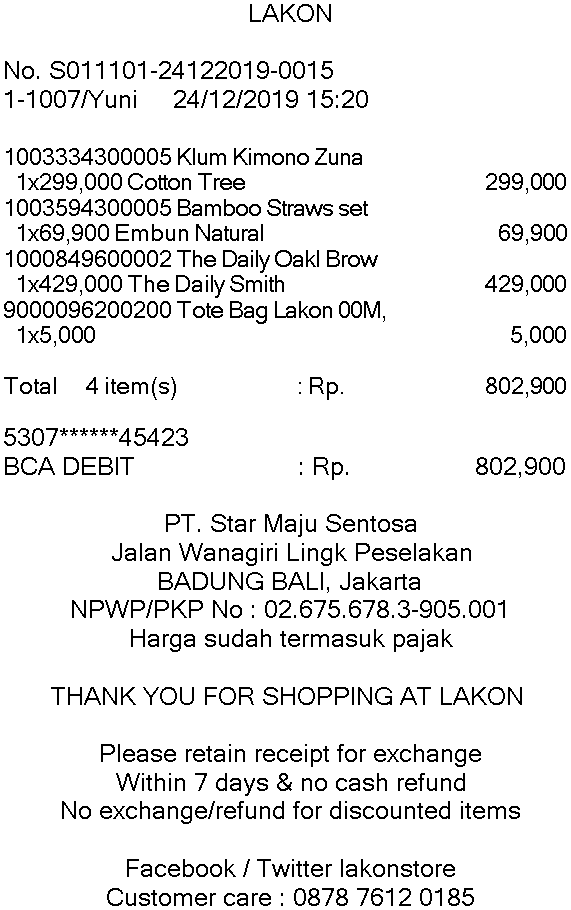 LAKON
No. S011101-24122019-0015
1-1007/Yuni 24/12/2019 15:20
1003334300005 Klum Kimono Zuna
1x299,000 Cotton Tree 299,000
1003594300005 Bamboo Straws set
1x69,900 Embun Natural 69,900
1000849600002 The Daily Oakl Brow
1x429,000 The Daily Smith 429,000
9000096200200 Tote Bag Lakon 00M,
1x5,000 5,000
Total 4 item(s) : Rp. 802,900
5307******45423
BCA DEBIT : Rp. 802,900
PT. Star Maju Sentosa
Jalan Wanagiri Lingk Peselakan
BADUNG BALI, Jakarta
NPWP/PKP No : 02.675.678.3-905.001
Harga sudah termasuk pajak
THANK YOU FOR SHOPPING AT LAKON
Please retain receipt for exchange
Within 7 days & no cash refund
No exchange/refund for discounted items
Facebook / Twitter lakonstore
Customer care : 0878 7612 0185